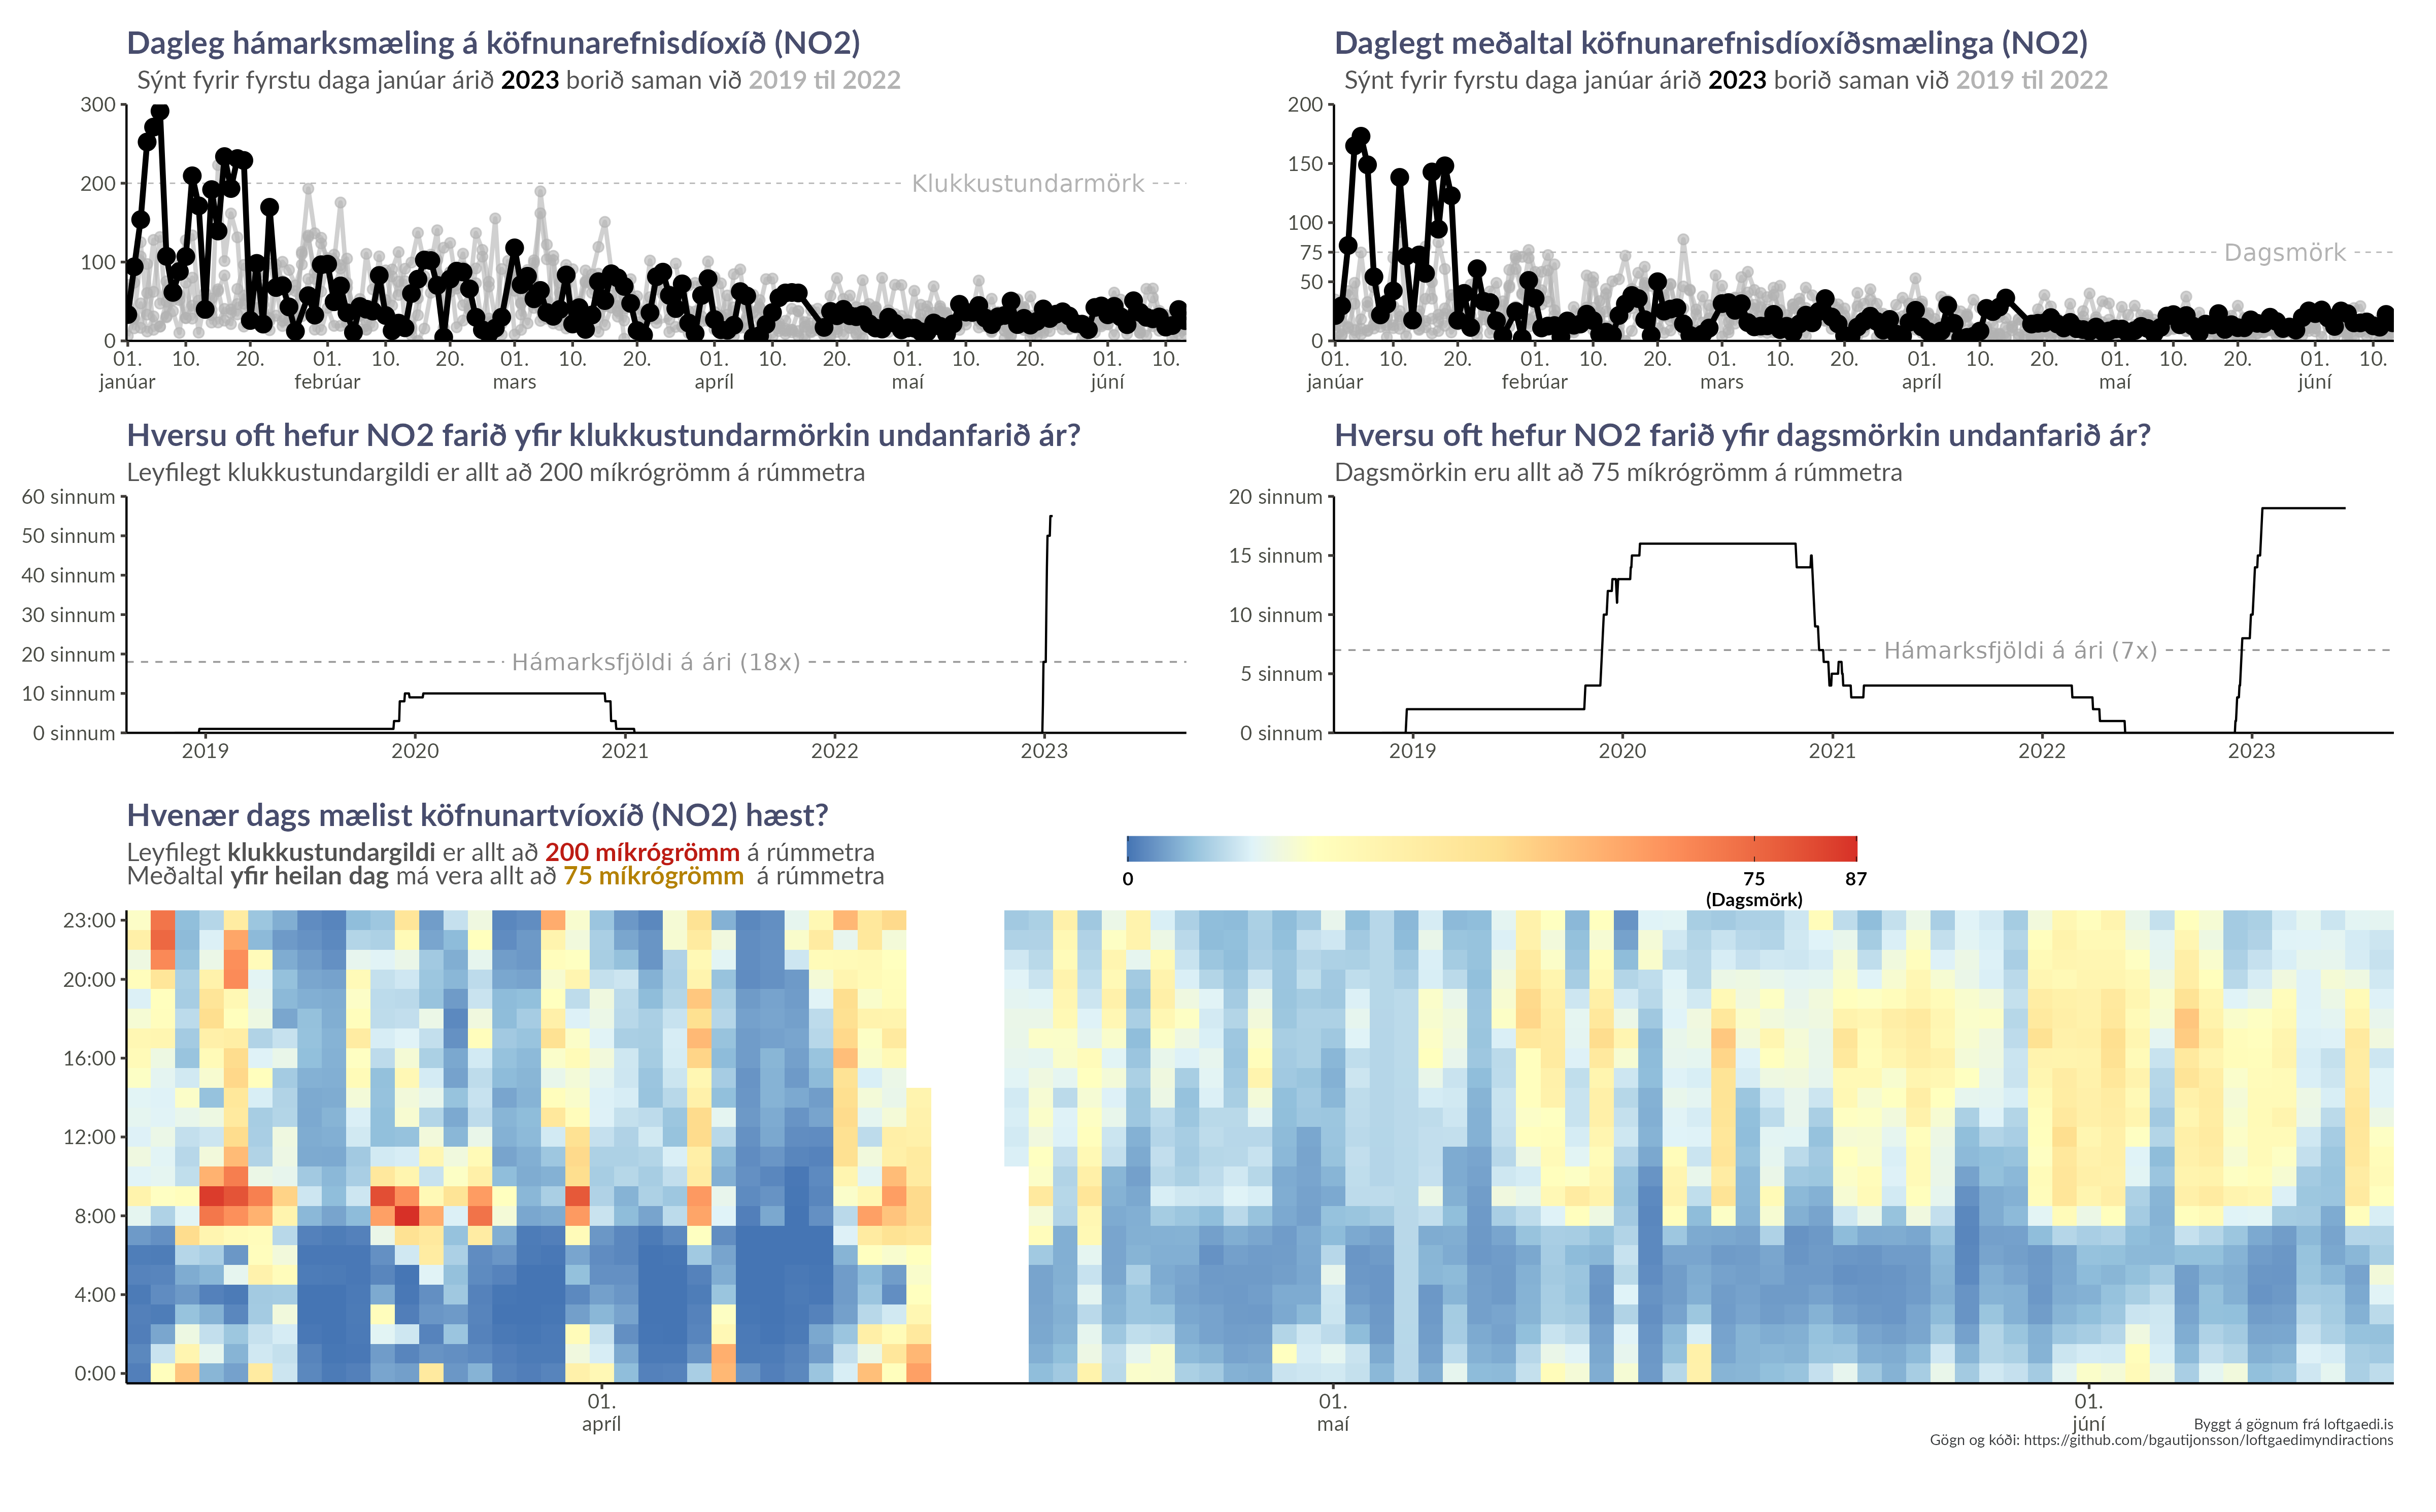 Dagleg hámarksmæling á köfnunarefnisdíoxíð (NO2)
Sýnt fyrir fyrstu daga janúar árið 2023 borið saman við 2019 til 2022
300
200
100
0
Klukkustundarmörk
01. 10. 20. 01. 10. 20. 01. 10. 20. 01. 10. 20. 01. 10. 20. 01. 10.
janúar febrúar mars apríl maí júní
Daglegt meðaltal köfnunarefnisdíoxíðsmælinga (NO2)
Sýnt fyrir fyrstu daga janúar árið 2023 borið saman við 2019 til 2022
200
150
100
75
50
0
Dagsmörk
01. 10. 20. 01. 10. 20. 01. 10. 20. 01. 10. 20. 01. 10. 20. 01. 10.
janúar febrúar mars apríl maí júní
Hversu oft hefur NO2 farið yfir klukkustundarmörkin undanfarið ár?
Leyfilegt klukkustundargildi er allt að 200 míkrógrömm á rúmmetra
60 sinnum
50 sinnum
40 sinnum
30 sinnum
20 sinnum
10 sinnum
0 sinnum
Hámarksfjöldi á ári (18x)
2019 2020 2021 2022 2023
Hversu oft hefur NO2 farið yfir dagsmörkin undanfarið ár?
Dagsmörkin eru allt að 75 míkrógrömm á rúmmetra
20 sinnum
15 sinnum
10 sinnum
5 sinnum
0 sinnum
Hámarksfjöldi á ári (7x)
2019 2020 2021 2022 2023
Hvenær dags mælist köfnunartvíoxíð (NO2) hæst?
Leyfilegt klukkustundargildi er allt að 200 míkrógrömm á rúmmetra
Meðaltal yfir heilan dag má vera allt að 75 míkrógrömm á rúmmetra
0 75 87
(Dagsmörk)
23:00
20:00
16:00
12:00
8:00
4:00
0:00
01. 01. 01.
apríl maí júní
Byggt á gögnum frá loftgaedi.is
Gögn og kóði: https://github.com/bgautijonsson/loftgaedimyndiractions